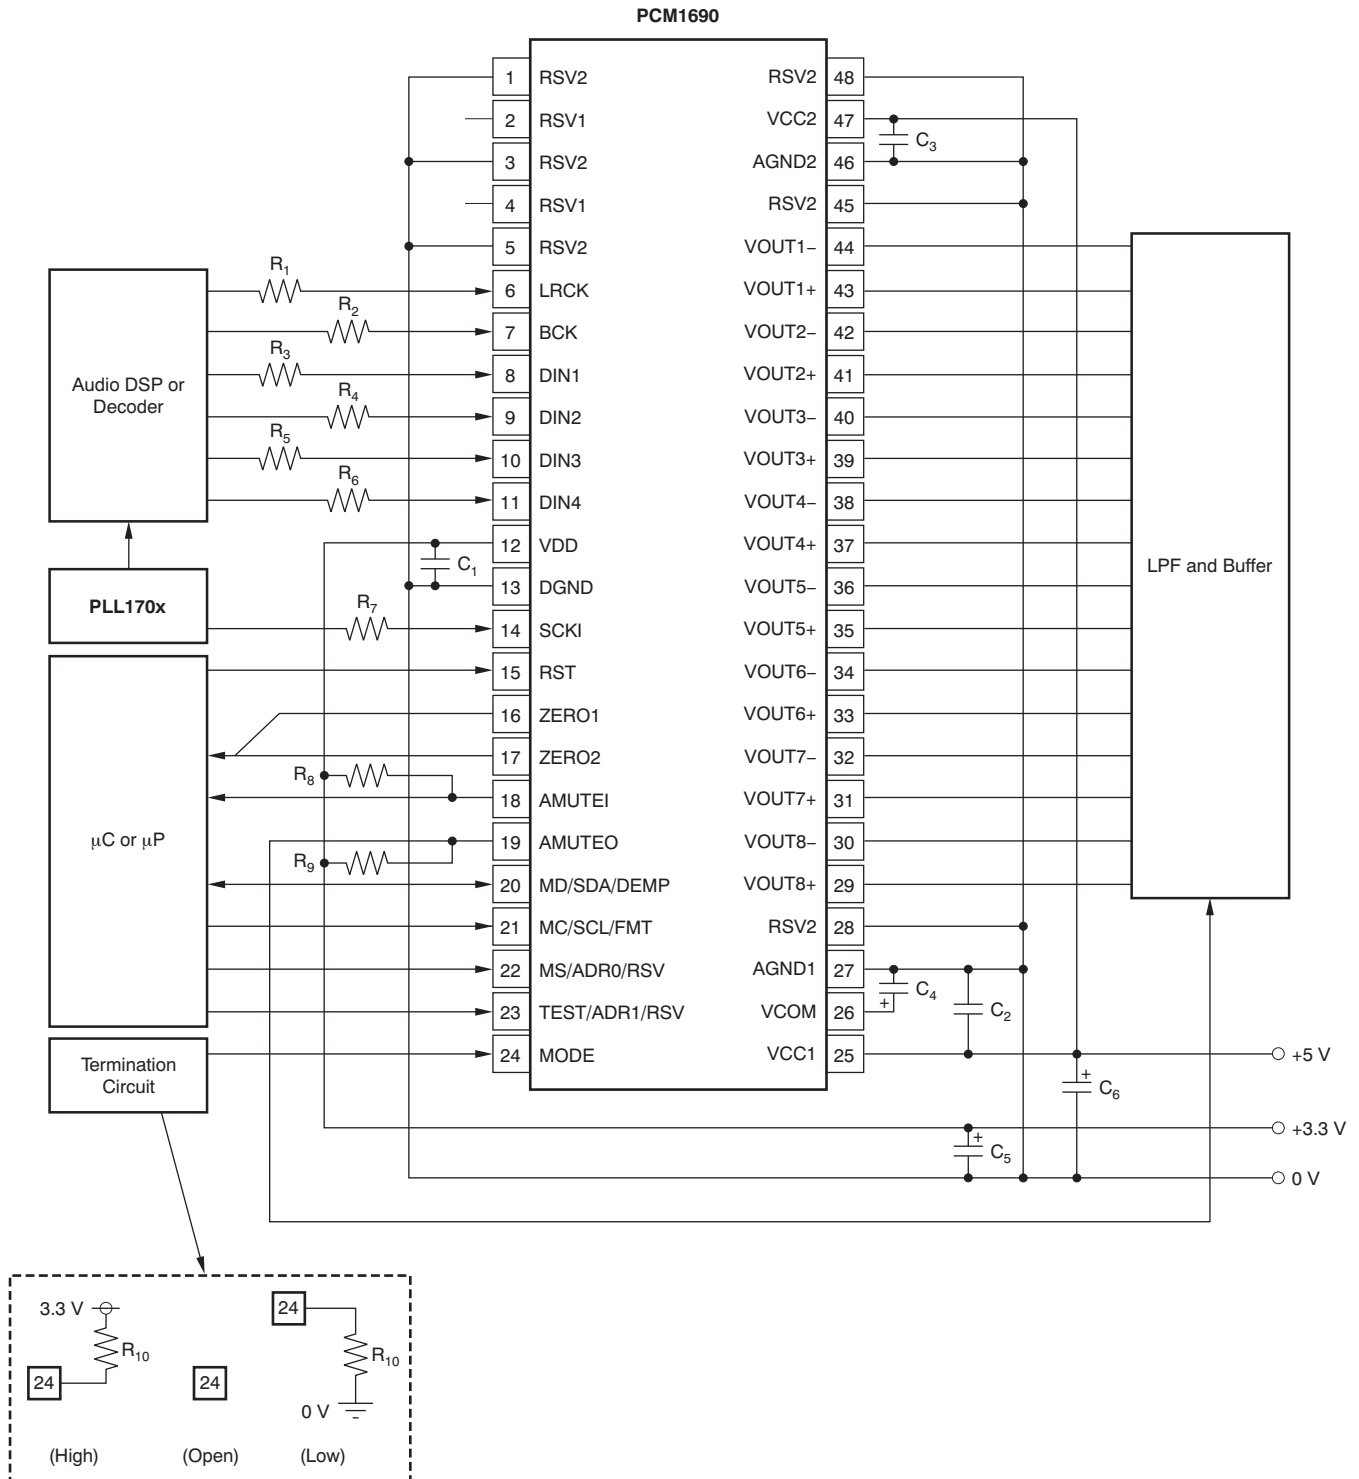 PCM1690
1 RSV2 RSV2 48
2 RSV1 VCC2 47
C3
3 RSV2 AGND2 46
4 RSV1 RSV2 45
5 RSV2 VOUT1− 44
R1
6 LRCK VOUT1+ 43
R2
7 BCK VOUT2− 42
R3
8 DIN1 VOUT2+ 41
Audio DSP or
Decoder
R4
9 DIN2 VOUT3− 40
R5
10 DIN3 VOUT3+ 39
R6
11 DIN4 VOUT4− 38
12 VDD VOUT4+ 37
C1
LPF and Buffer
13 DGND VOUT5− 36
PLL170x
R7
14 SCKI VOUT5+ 35
15 RST VOUT6− 34
16 ZERO1 VOUT6+ 33
17 ZERO2 VOUT7− 32
R8
18 AMUTEI VOUT7+ 31
μC or μP
19 AMUTEO VOUT8− 30
R9
20 MD/SDA/DEMP VOUT8+ 29
21 MC/SCL/FMT RSV2 28
22 MS/ADR0/RSV AGND1 27
C4
+
C2
23 TEST/ADR1/RSV VCOM 26
24 MODE VCC1 25
+5 V
Termination
Circuit
+
C6
+3.3 V
+
C5
0 V
3.3 V
24
R10
R10
24
24
0 V
(High) (Open) (Low)